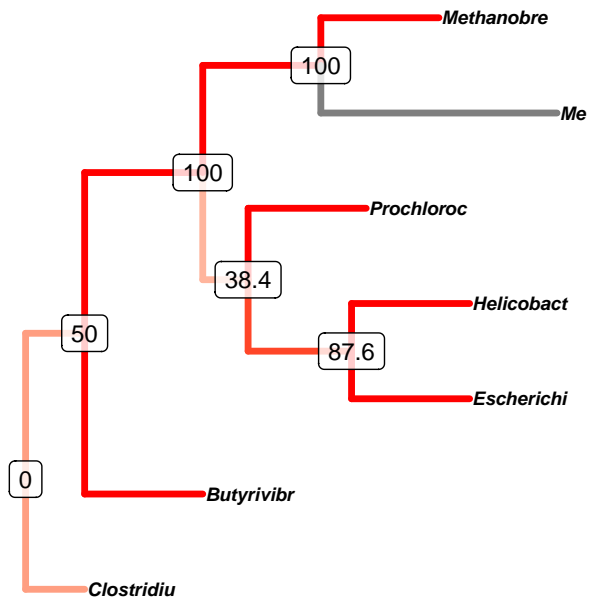 Methanobre
100
Me
100
Prochloroc
38.4
Helicobact
50
87.6
Escherichi
0
Butyrivibr
Clostridiu